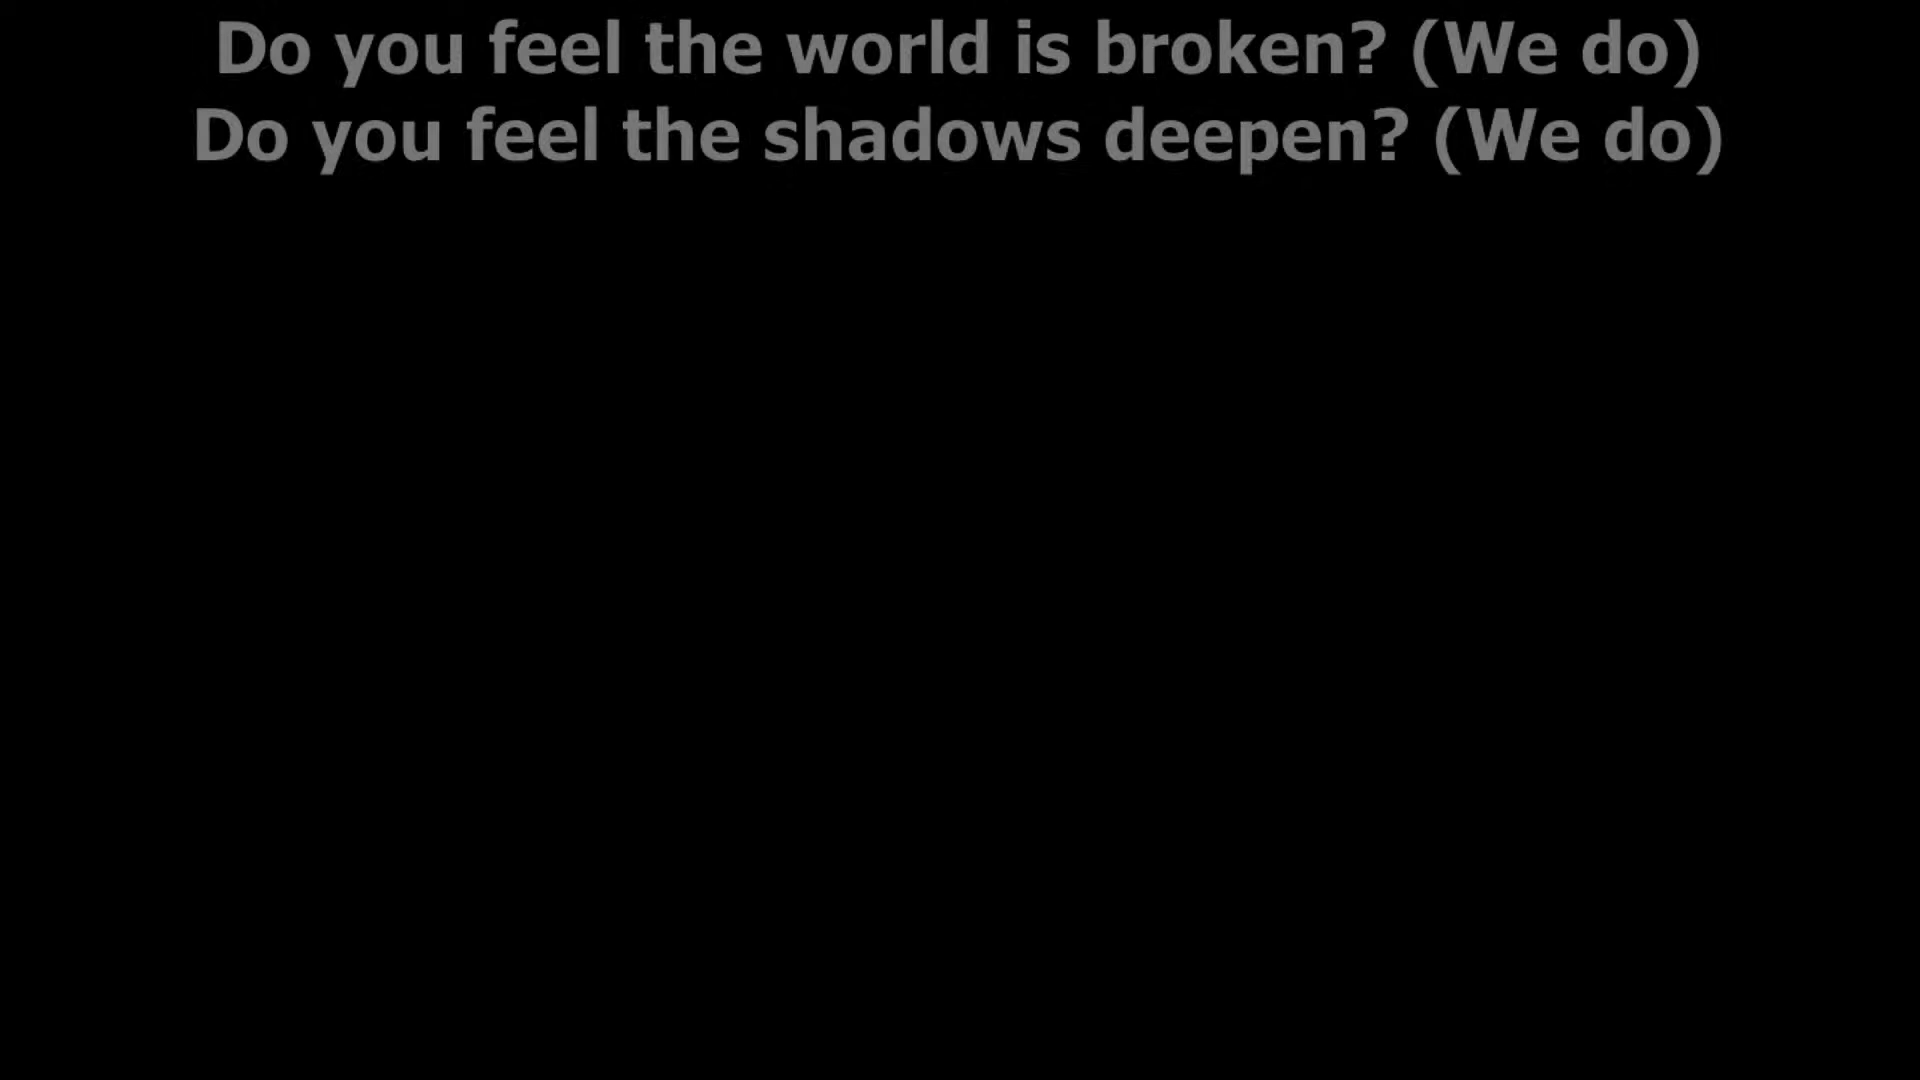 Do you feel the world is broken? (We do)
Do you feel the shadows deepen? (We do)